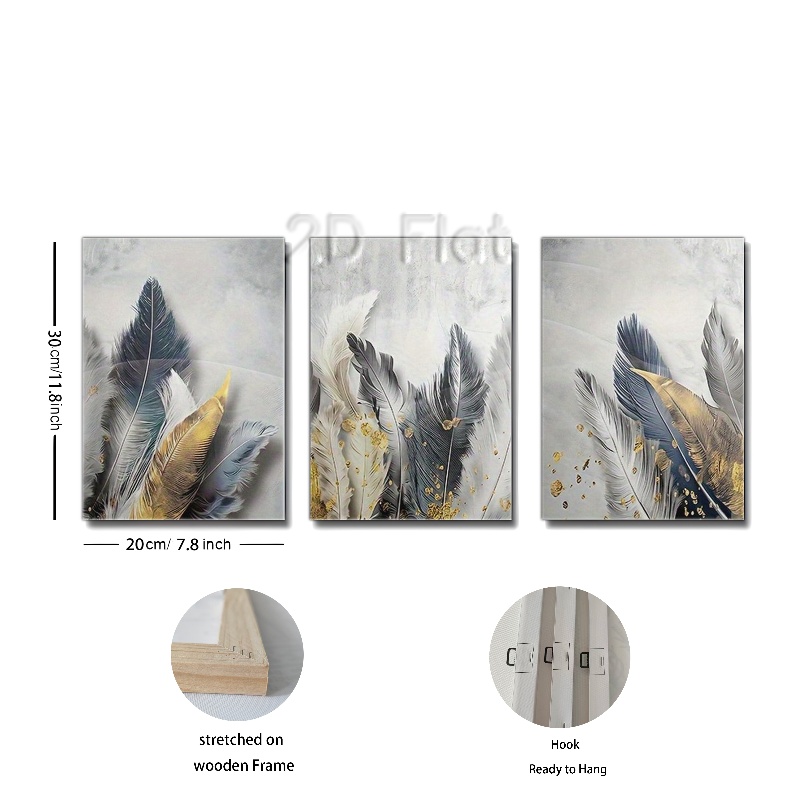 2D Flat
30cm/11.8inch
20cm/ 7.8 inch
stretched on
wooden Frame
Hook
Ready to Hang